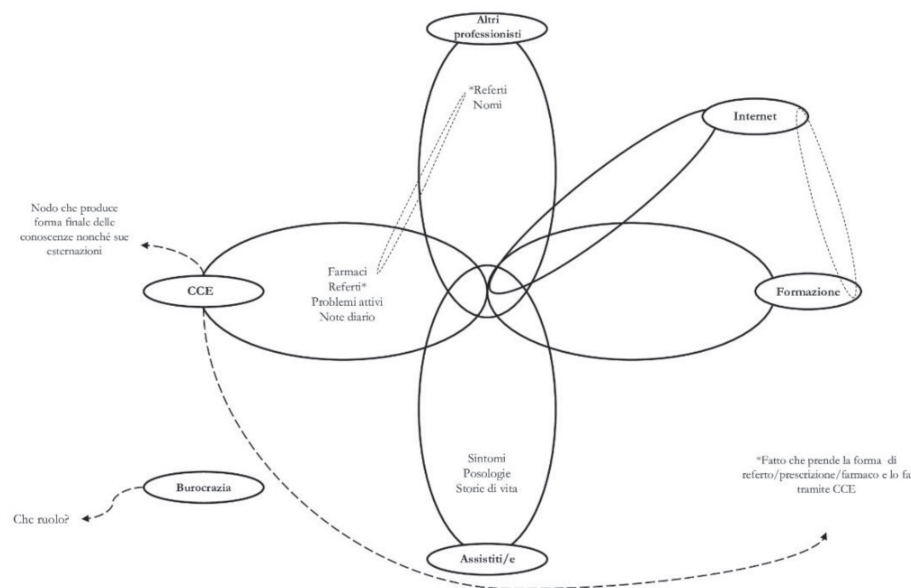 Altri
professionisti
*Referti
Nomi
Internet
Nodo che produce
forma finale delle
conoscenze nonché sue
esternazioni
CCE
Farmaci
Referti*
Problemi attivi
Note diario
Formazione
Sintomi
Posologie
Storie di vita
*Fatto che prende la forma di
referto/prescrizione/farmaco e lo fa
tramite CCE
Burocrazia
Che ruolo?
Assistiti/e